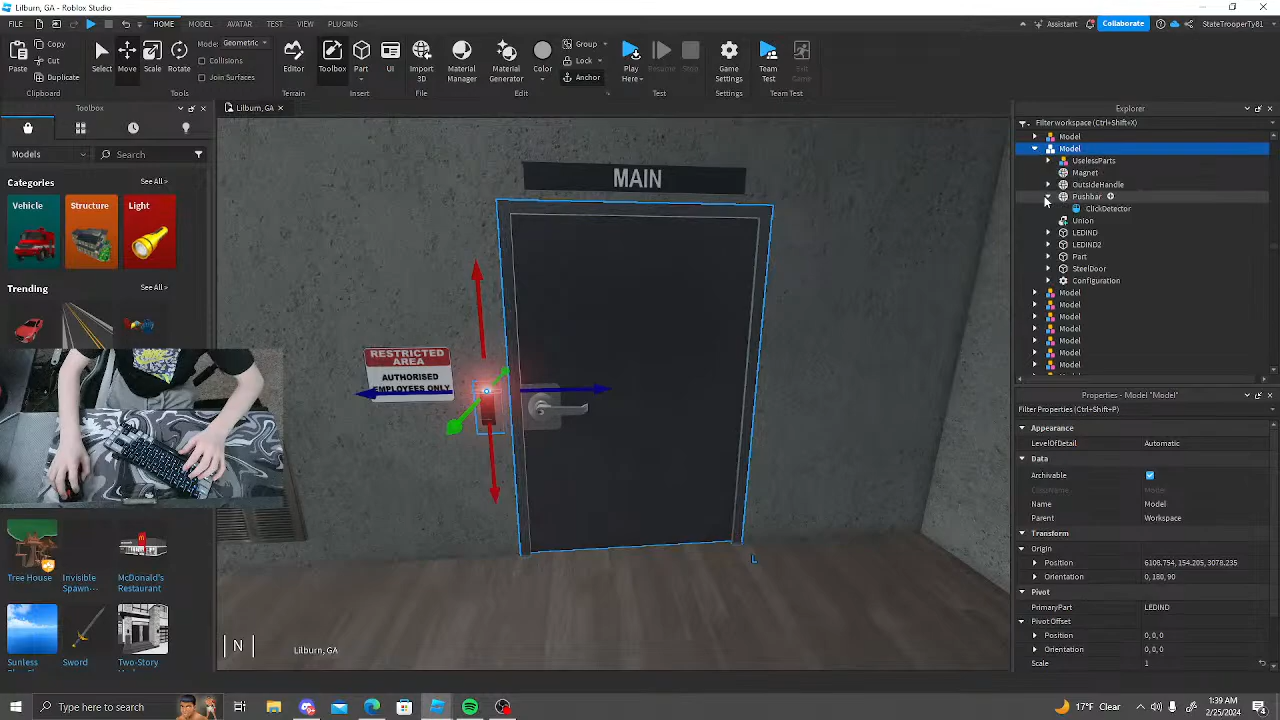 Lilburn, GA - Roblox Studio
FILE
HOME MODEL AVATAR TEST VIEW PLUGINS
Assistant Collaborate StateTrooperTy81
Paste
Copy
Cut
Duplicate
Clipboard
Select Move Scale Rotate
Mode: Geometric
Collisions
Join Surfaces
Tools
Editor
Terrain
Toolbox Part UI
Insert
Import 3D
File
Material Manager
Material Generator
Color
Group
Lock
Anchor
Edit
Play Here
Resume Stop
Test
Game Settings
Settings
Team Test
Exit Game
Team Test
Toolbox
Models Search
Categories See All >
Vehicle Structure Light
Trending See All >
Tree House
Invisible Spawn...
McDonald's Restaurant
Sunless
Sword
Two-Story
Lilburn, GA
MAIN
RESTRICTED AREA
AUTHORISED
EMPLOYEES ONLY
L
N
Lilburn, GA
Explorer
Filter workspace (Ctrl+Shift+X)
Model
Model
UselessParts
Magnet
OutsideHandle
Pushbar
ClickDetector
Union
LEDIND
LEDIND2
Part
SteelDoor
Configuration
Model
Model
Model
Model
Model
Model
Model
Properties - Model "Model"
Filter Properties (Ctrl+Shift+P)
Appearance
LevelOfDetail Automatic
Data
Archivable
ClassName Model
Name Model
Parent Workspace
Transform
Origin
Position 6108.754, 154.205, 3078.235
Orientation 0,180,90
Pivot
PrimaryPart LEDIND
PivotOffset
Position 0,0,0
Orientation 0,0,0
Scale 1
Type here to search
17°F Clear
1:39 AM
2/25/2024